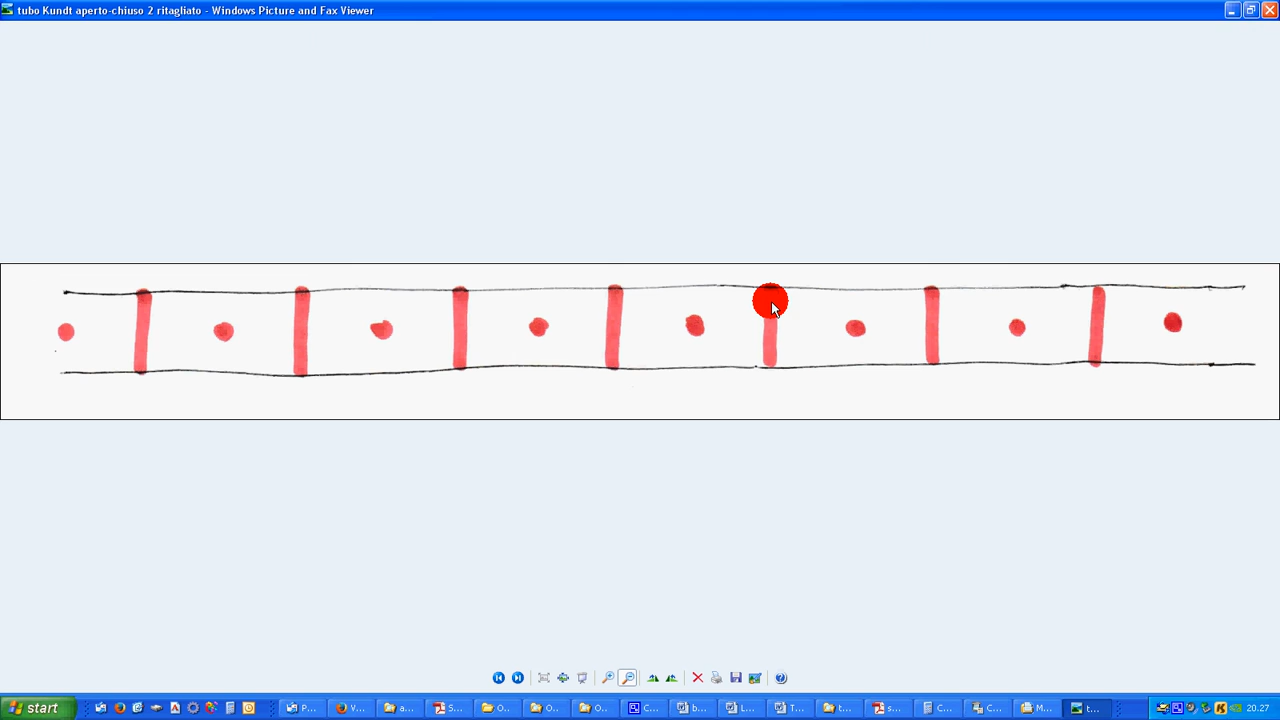 tubo Kundt aperto-chiuso 2 ritagliato - Windows Picture and Fax Viewer
start
P...
V...
a...
S...
O...
O...
O...
C...
b...
L...
T...
t...
s...
C...
C...
M...
t...
20.27